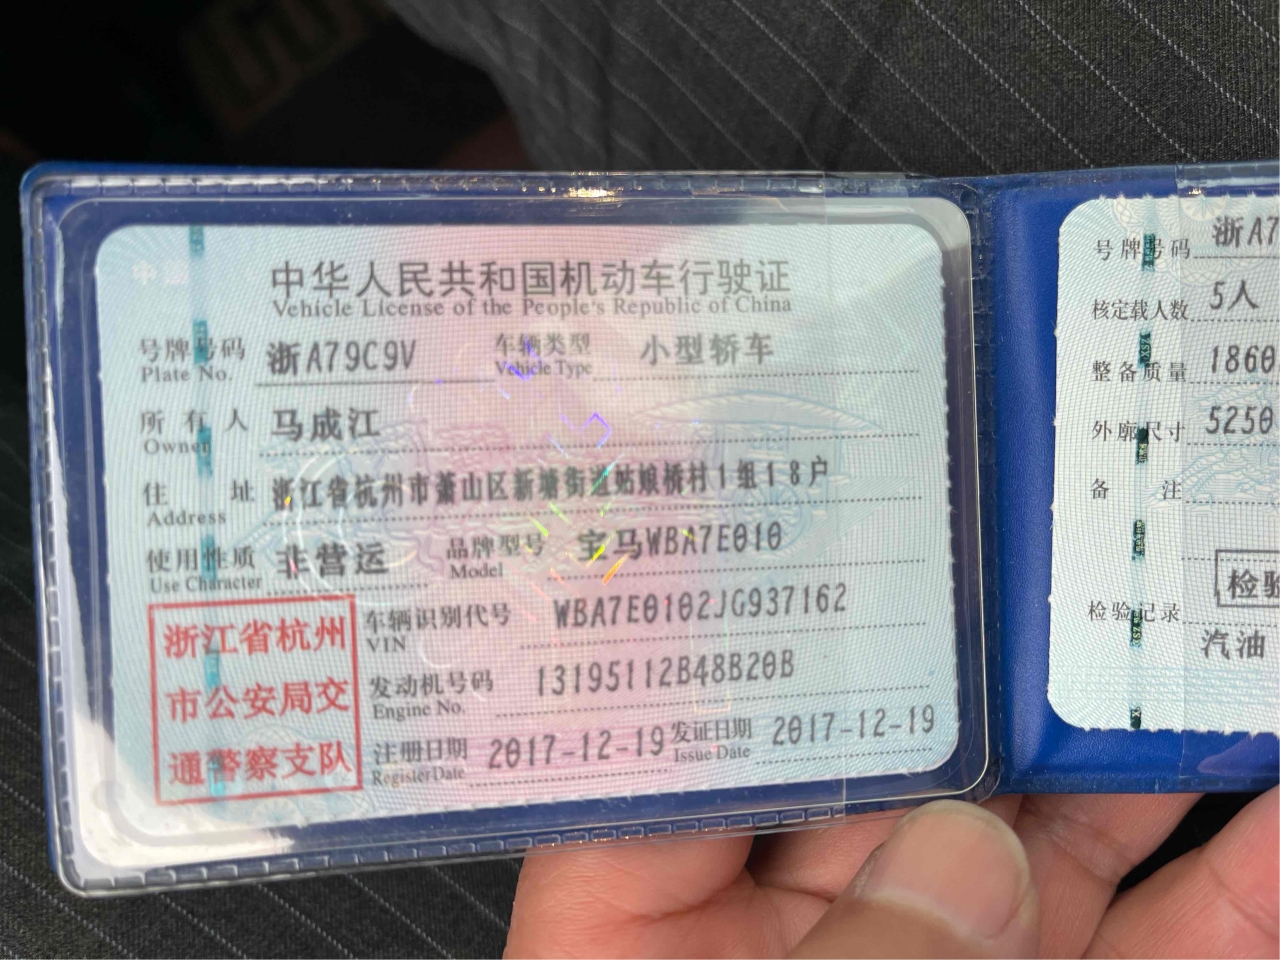 中华人民共和国机动车行驶证
Vehicle License of the People's Republic of China
号牌号码 浙A79C9V 车辆类型 小型轿车
Plate No. Vehicle Type
所有人 马成江
Owner
住址 浙江省杭州市萧山区新塘街道姑娘桥村1组18户
Address
使用性质 非营运 品牌型号 宝马WBA7E010
Use Character Model
车辆识别代号 WBA7E0102JG937162
VIN
发动机号码 13195112B48B20B
Engine No.
注册日期 2017-12-19 发证日期 2017-12-19
Register Date Issue Date
浙江省杭州
市公安局交
通警察支队
号牌号码 浙A7
核定载人数 5人
整备质量 1860
外廓尺寸 5250
备注
检验
检验记录
汽油